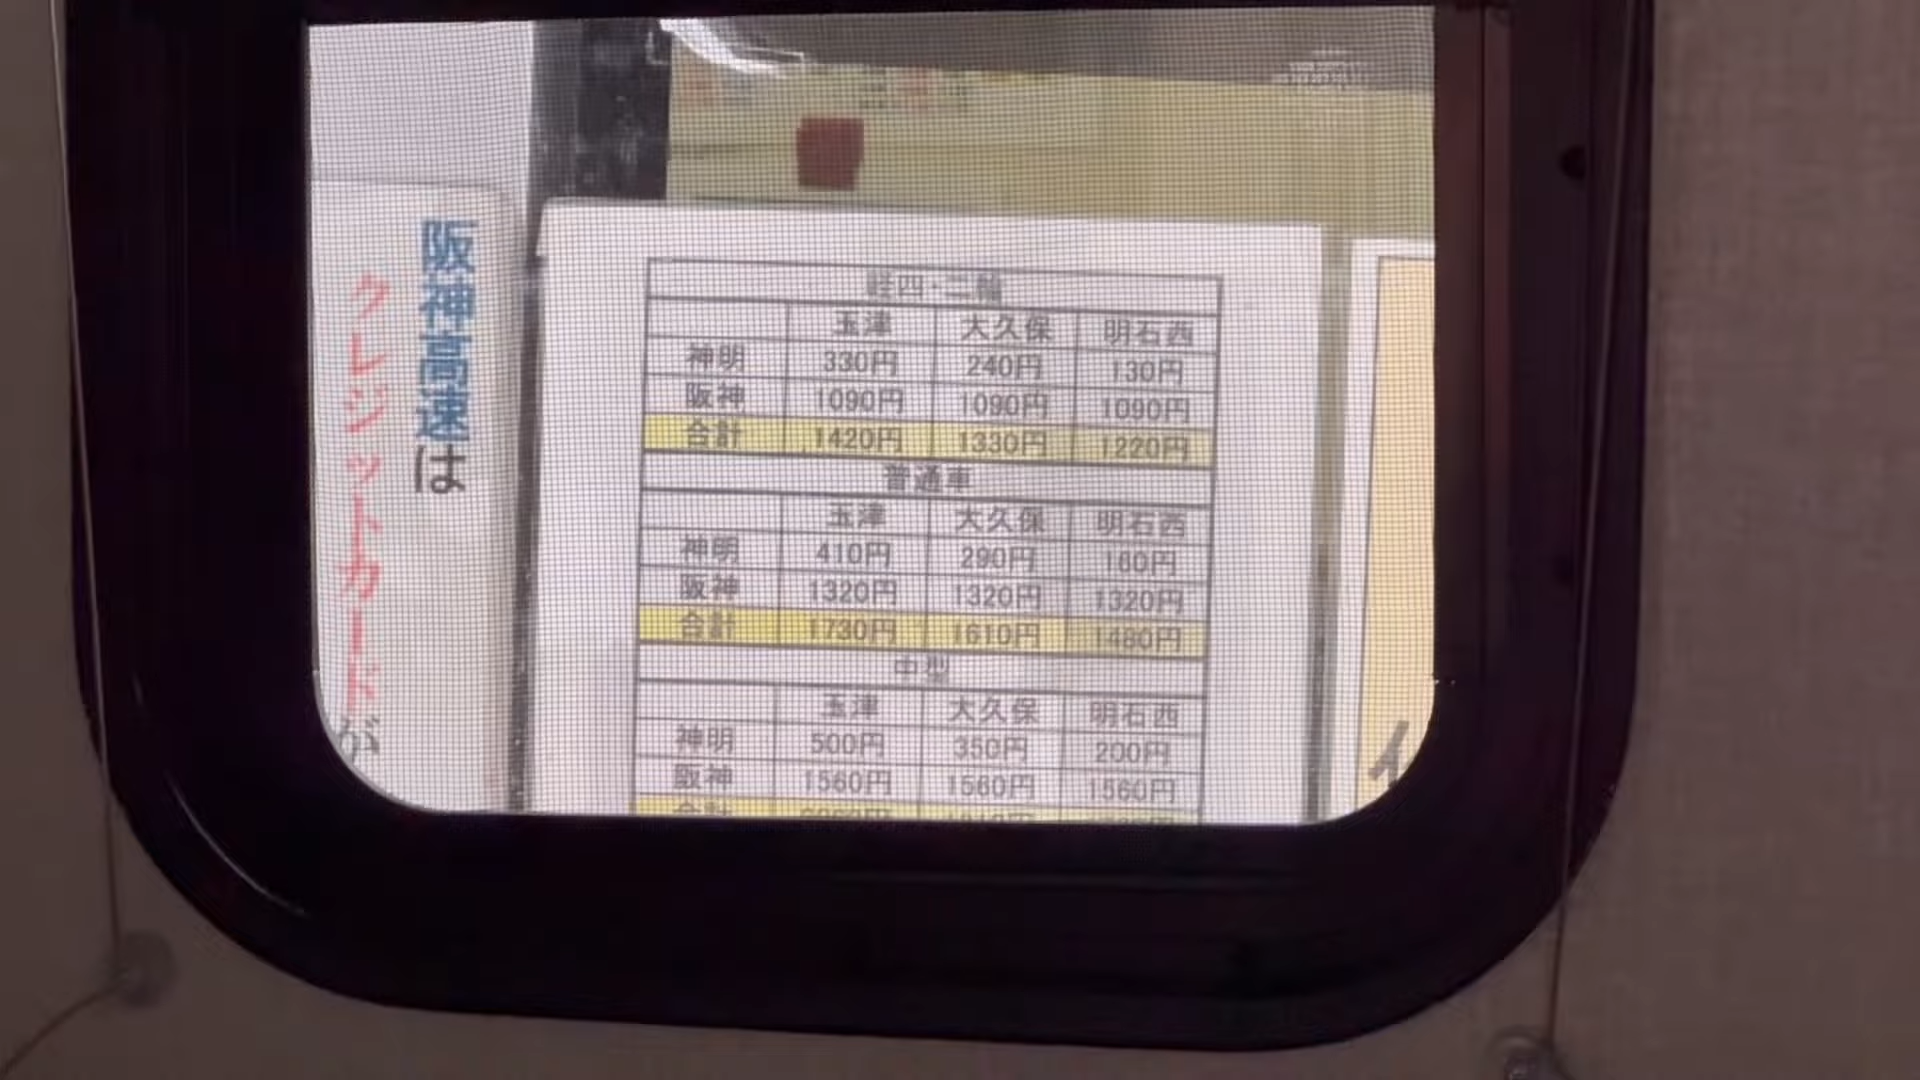 阪神高速は
クレジットカードが
軽四・二輪
玉津 大久保 明石西
神明 330円 240円 130円
阪神 1090円 1090円 1090円
合計 1420円 1330円 1220円
普通車
玉津 大久保 明石西
神明 410円 290円 160円
阪神 1320円 1320円 1320円
合計 1730円 1610円 1480円
中型
玉津 大久保 明石西
神明 500円 350円 200円
阪神 1560円 1560円 1560円
合計
イ